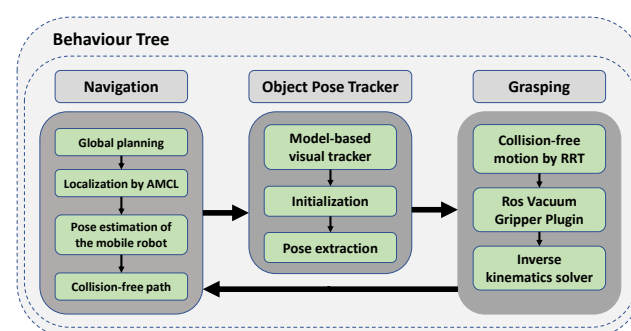 Behaviour Tree
Navigation
Global planning
Localization by AMCL
Pose estimation of
the mobile robot
Collision-free path
Object Pose Tracker
Model-based
visual tracker
Initialization
Pose extraction
Grasping
Collision-free
motion by RRT
Ros Vacuum
Gripper Plugin
Inverse
kinematics solver